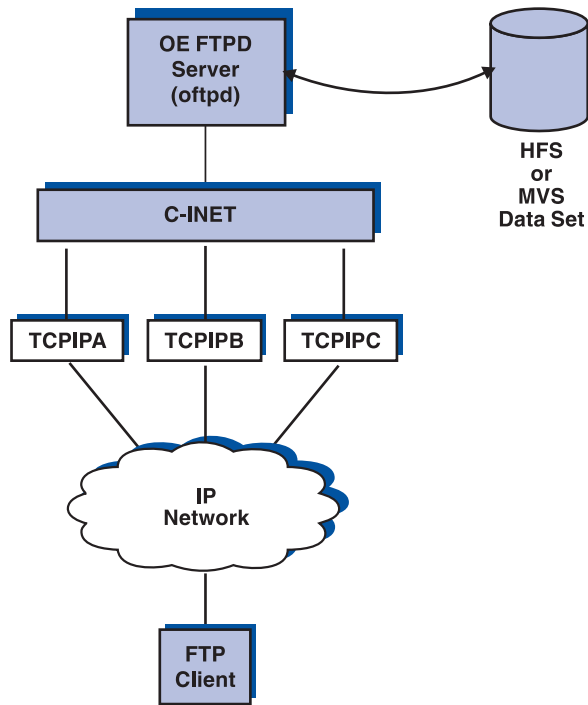 OE FTPD
Server
(oftpd)
HFS
or
MVS
Data Set
C-INET
TCPIPA
TCPIPB
TCPIPC
IP
Network
FTP
Client